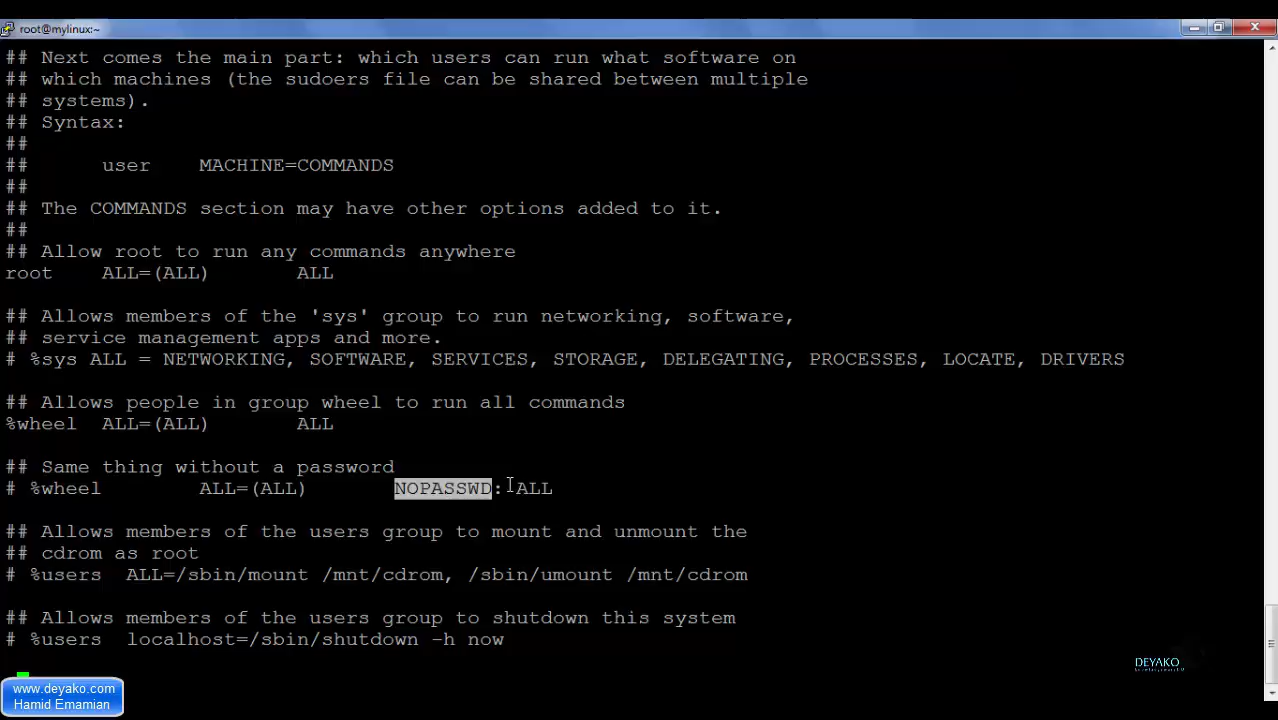 root@mylinux:~
## Next comes the main part: which users can run what software on
## which machines (the sudoers file can be shared between multiple
## systems).
## Syntax:
##
##      user    MACHINE=COMMANDS
##
## The COMMANDS section may have other options added to it.
##
## Allow root to run any commands anywhere
root    ALL=(ALL)       ALL
## Allows members of the 'sys' group to run networking, software,
## service management apps and more.
# %sys ALL = NETWORKING, SOFTWARE, SERVICES, STORAGE, DELEGATING, PROCESSES, LOCATE, DRIVERS
## Allows people in group wheel to run all commands
%wheel  ALL=(ALL)       ALL
## Same thing without a password
# %wheel        ALL=(ALL)       NOPASSWD: ALL
## Allows members of the users group to mount and unmount the
## cdrom as root
# %users  ALL=/sbin/mount /mnt/cdrom, /sbin/umount /mnt/cdrom
## Allows members of the users group to shutdown this system
# %users  localhost=/sbin/shutdown -h now
DEYAKO
www.deyako.com
Hamid Emamian